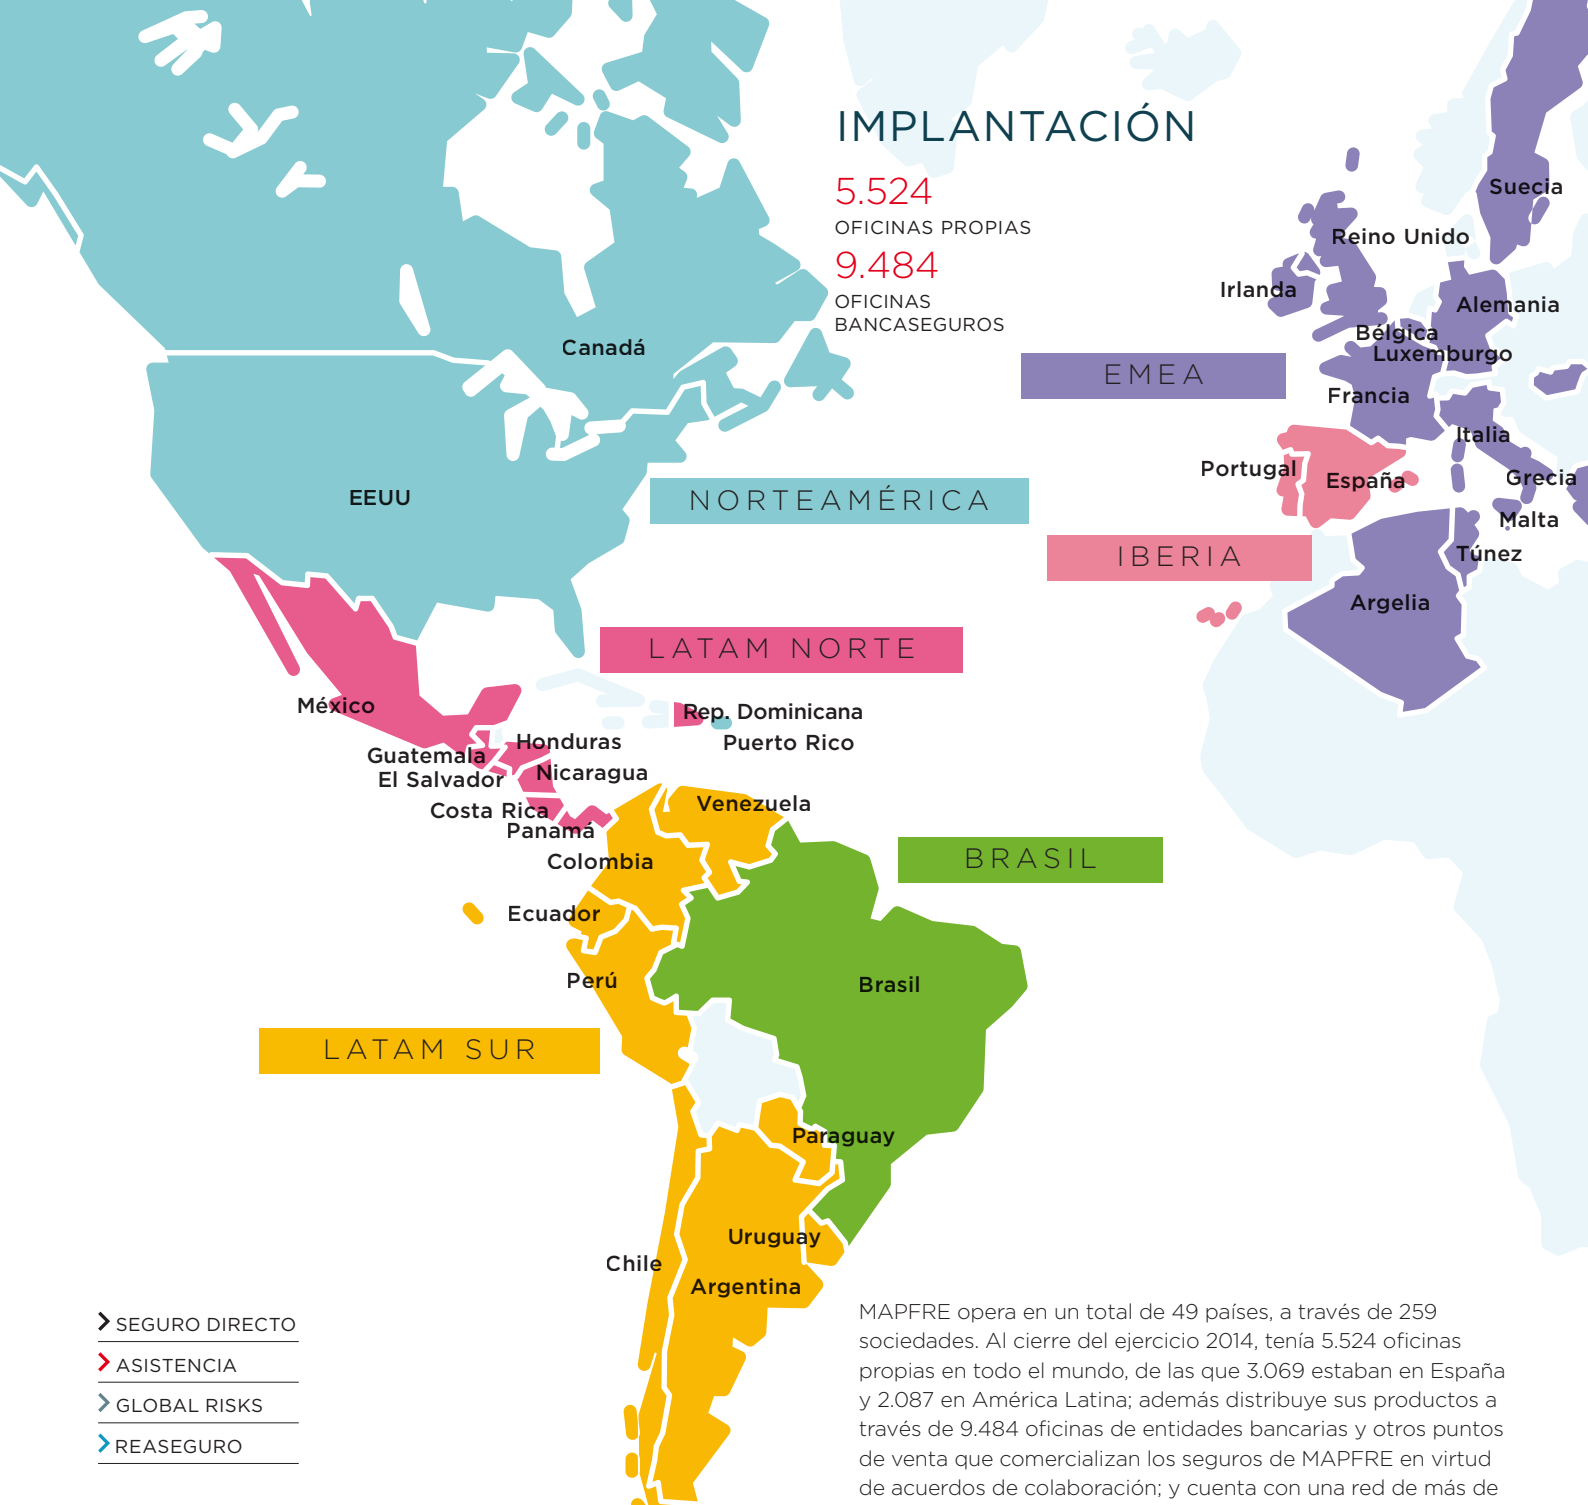 IMPLANTACIÓN
5.524
OFICINAS PROPIAS
9.484
OFICINAS
BANCASEGUROS
Suecia
Reino Unido
Irlanda
Alemania
Bélgica
Luxemburgo
Canadá
EMEA
Francia
Italia
Portugal
España
Grecia
EEUU
NORTEAMÉRICA
Malta
IBERIA
Túnez
Argelia
LATAM NORTE
México
Rep. Dominicana
Puerto Rico
Honduras
Guatemala
Nicaragua
El Salvador
Costa Rica
Panamá
Venezuela
Colombia
BRASIL
Ecuador
Perú
Brasil
LATAM SUR
Paraguay
Uruguay
Chile
Argentina
SEGURO DIRECTO
ASISTENCIA
GLOBAL RISKS
REASEGURO
MAPFRE opera en un total de 49 países, a través de 259
sociedades. Al cierre del ejercicio 2014, tenía 5.524 oficinas
propias en todo el mundo, de las que 3.069 estaban en España
y 2.087 en América Latina; además distribuye sus productos a
través de 9.484 oficinas de entidades bancarias y otros puntos
de venta que comercializan los seguros de MAPFRE en virtud
de acuerdos de colaboración; y cuenta con una red de más de